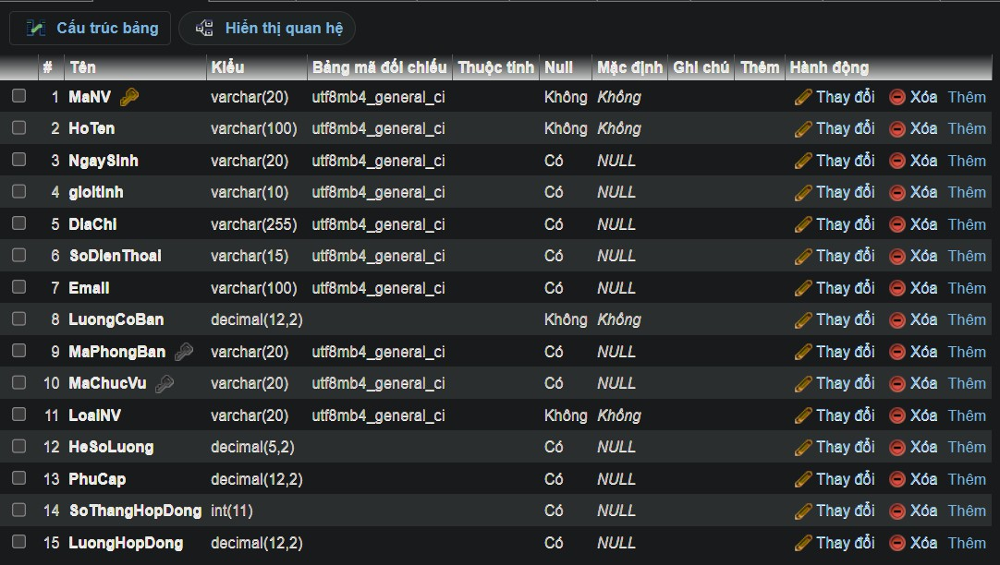 Cấu trúc bảng Hiển thị quan hệ
# Tên Kiểu Bảng mã đối chiếu Thuộc tính Null Mặc định Ghi chú Thêm Hành động
1 MaNV varchar(20) utf8mb4_general_ci Không Không Thay đổi Xóa Thêm
2 HoTen varchar(100) utf8mb4_general_ci Không Không Thay đổi Xóa Thêm
3 NgaySinh varchar(20) utf8mb4_general_ci Có NULL Thay đổi Xóa Thêm
4 gioitinh varchar(10) utf8mb4_general_ci Có NULL Thay đổi Xóa Thêm
5 DiaChi varchar(255) utf8mb4_general_ci Có NULL Thay đổi Xóa Thêm
6 SoDienThoai varchar(15) utf8mb4_general_ci Có NULL Thay đổi Xóa Thêm
7 Email varchar(100) utf8mb4_general_ci Có NULL Thay đổi Xóa Thêm
8 LuongCoBan decimal(12,2) Không Không Thay đổi Xóa Thêm
9 MaPhongBan varchar(20) utf8mb4_general_ci Có NULL Thay đổi Xóa Thêm
10 MaChucVu varchar(20) utf8mb4_general_ci Có NULL Thay đổi Xóa Thêm
11 LoaiNV varchar(20) utf8mb4_general_ci Không Không Thay đổi Xóa Thêm
12 HeSoLuong decimal(5,2) Có NULL Thay đổi Xóa Thêm
13 PhuCap decimal(12,2) Có NULL Thay đổi Xóa Thêm
14 SoThangHopDong int(11) Có NULL Thay đổi Xóa Thêm
15 LuongHopDong decimal(12,2) Có NULL Thay đổi Xóa Thêm